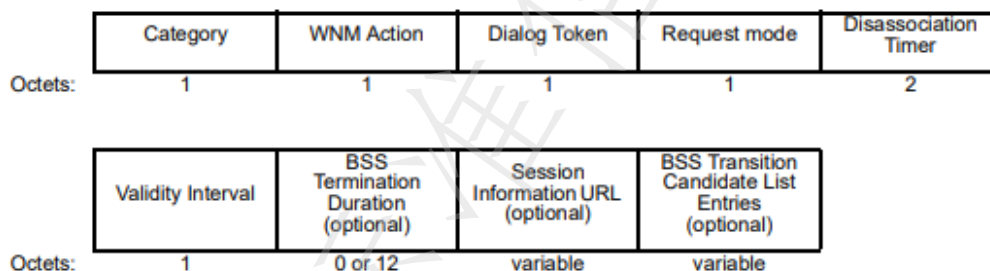 Category WNM Action Dialog Token Request mode Disassociation
Timer
Octets: 1 1 1 1 2
Validity Interval BSS
Termination
Duration
(optional) Session
Information URL
(optional) BSS Transition
Candidate List
Entries
(optional)
Octets: 1 0 or 12 variable variable